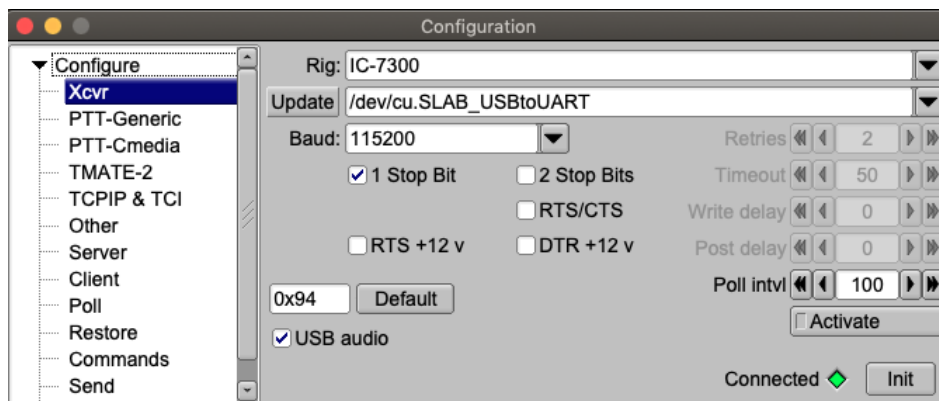 Configuration
Configure
Xcvr
PTT-Generic
PTT-Cmedia
TMATE-2
TCPIP & TCI
Other
Server
Client
Poll
Restore
Commands
Send
Rig: IC-7300
Update /dev/cu.SLAB_USBtoUART
Baud: 115200
Retries 2
1 Stop Bit 2 Stop Bits Timeout 50
RTS/CTS Write delay 0
RTS +12 v DTR +12 v Post delay 0
Poll intvl 100
0x94 Default
Activate
USB audio
Connected Init